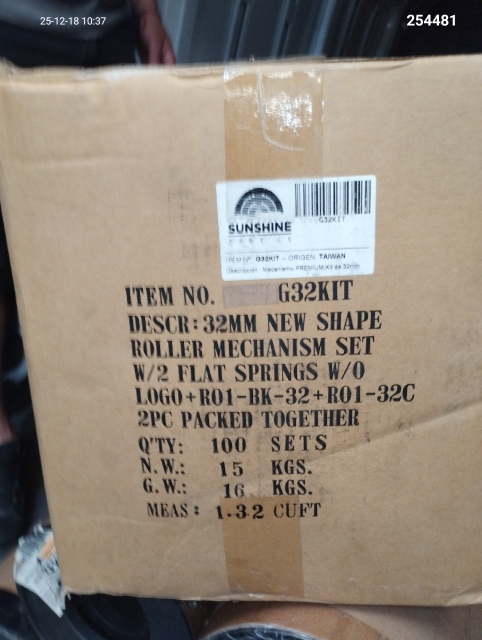 25-12-18 10:37
254481
SUNSHINE
FABRICS
G32KIT
ITEM Nº: G32KIT - ORIGEN: TAIWAN
Descripción: Mecanismo PREMIUM Kit de 32mm
ITEM NO. G32KIT
DESCR: 32MM NEW SHAPE
ROLLER MECHANISM SET
W/2 FLAT SPRINGS W/O
LOGO+R01-BK-32+R01-32C
2PC PACKED TOGETHER
Q'TY: 100 SETS
N.W.: 15 KGS.
G.W.: 16 KGS.
MEAS: 1.32 CUFT